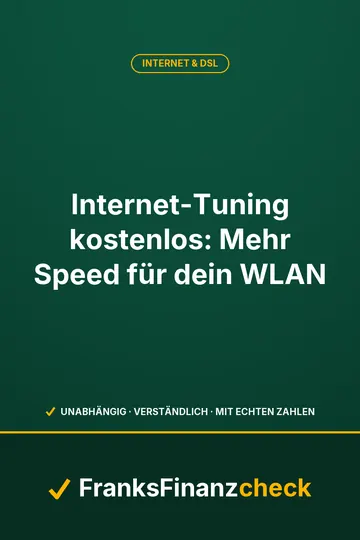 INTERNET & DSL
Internet-Tuning
kostenlos: Mehr
Speed für dein WLAN
UNABHÄNGIG · VERSTÄNDLICH · MIT ECHTEN ZAHLEN
FranksFinanzcheck